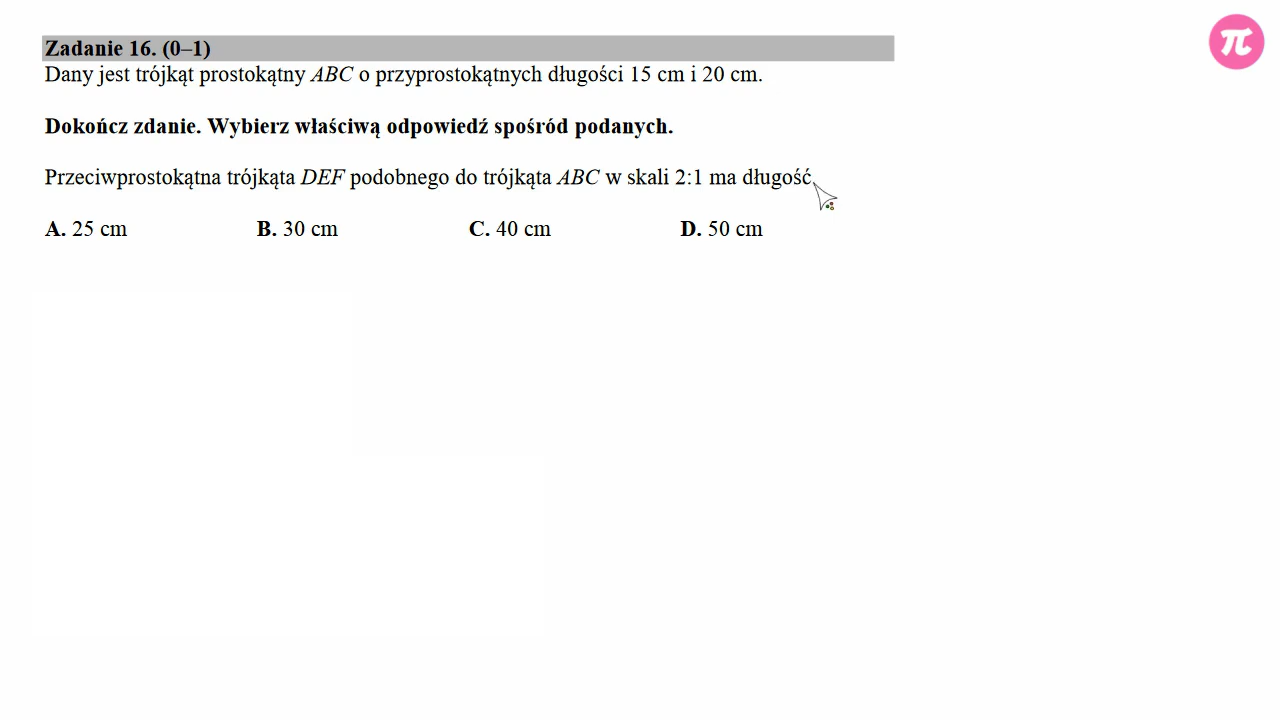 Zadanie 16. (0–1)
Dany jest trójkąt prostokątny ABC o przyprostokątnych długości 15 cm i 20 cm.
Dokończ zdanie. Wybierz właściwą odpowiedź spośród podanych.
Przeciwprostokątna trójkąta DEF podobnego do trójkąta ABC w skali 2:1 ma długość
A. 25 cm B. 30 cm C. 40 cm D. 50 cm
π